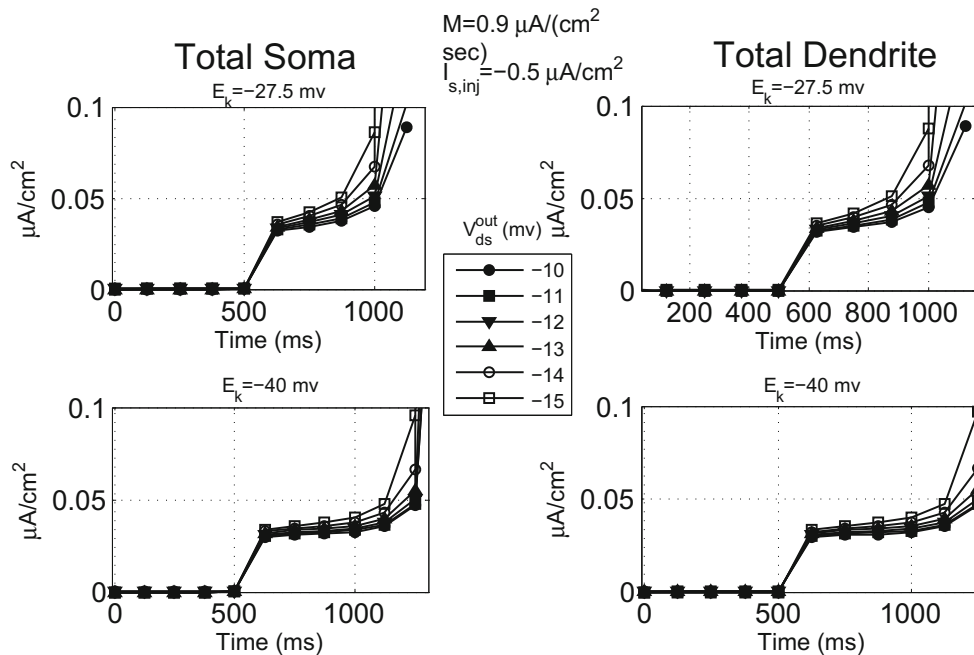 M=0.9 μA/(cm²
sec)
I_s,inj=−0.5 μA/cm²
Total Soma
E_k=−27.5 mv
0.1
0.05
0
μA/cm²
0 500 1000
Time (ms)
Total Dendrite
E_k=−27.5 mv
0.1
0.05
0
μA/cm²
200 400 600 800 1000
Time (ms)
V_ds^out (mv)
−10
−11
−12
−13
−14
−15
E_k=−40 mv
0.1
0.05
0
μA/cm²
0 500 1000
Time (ms)
E_k=−40 mv
0.1
0.05
0
μA/cm²
0 500 1000
Time (ms)